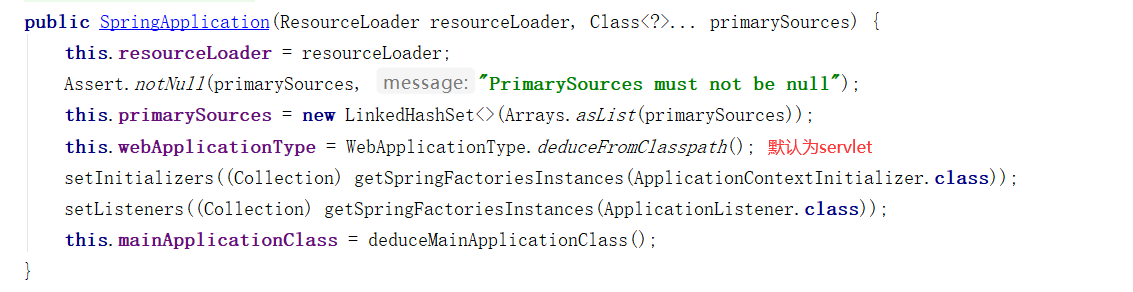 public SpringApplication(ResourceLoader resourceLoader, Class<?>... primarySources) {
this.resourceLoader = resourceLoader;
Assert.notNull(primarySources, message: "PrimarySources must not be null");
this.primarySources = new LinkedHashSet<>(Arrays.asList(primarySources));
this.webApplicationType = WebApplicationType.deduceFromClasspath(); 默认为servlet
setInitializers((Collection) getSpringFactoriesInstances(ApplicationContextInitializer.class));
setListeners((Collection) getSpringFactoriesInstances(ApplicationListener.class));
this.mainApplicationClass = deduceMainApplicationClass();
}